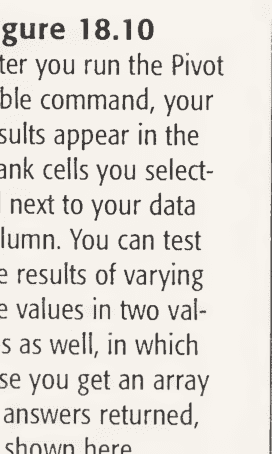 gure 18.10
ter you run the Pivot
ble command, your
sults appear in the
ank cells you select-
next to your data
lumn. You can test
e results of varying
e values in two val-
s as well, in which
se you get an array
answers returned,
shown here